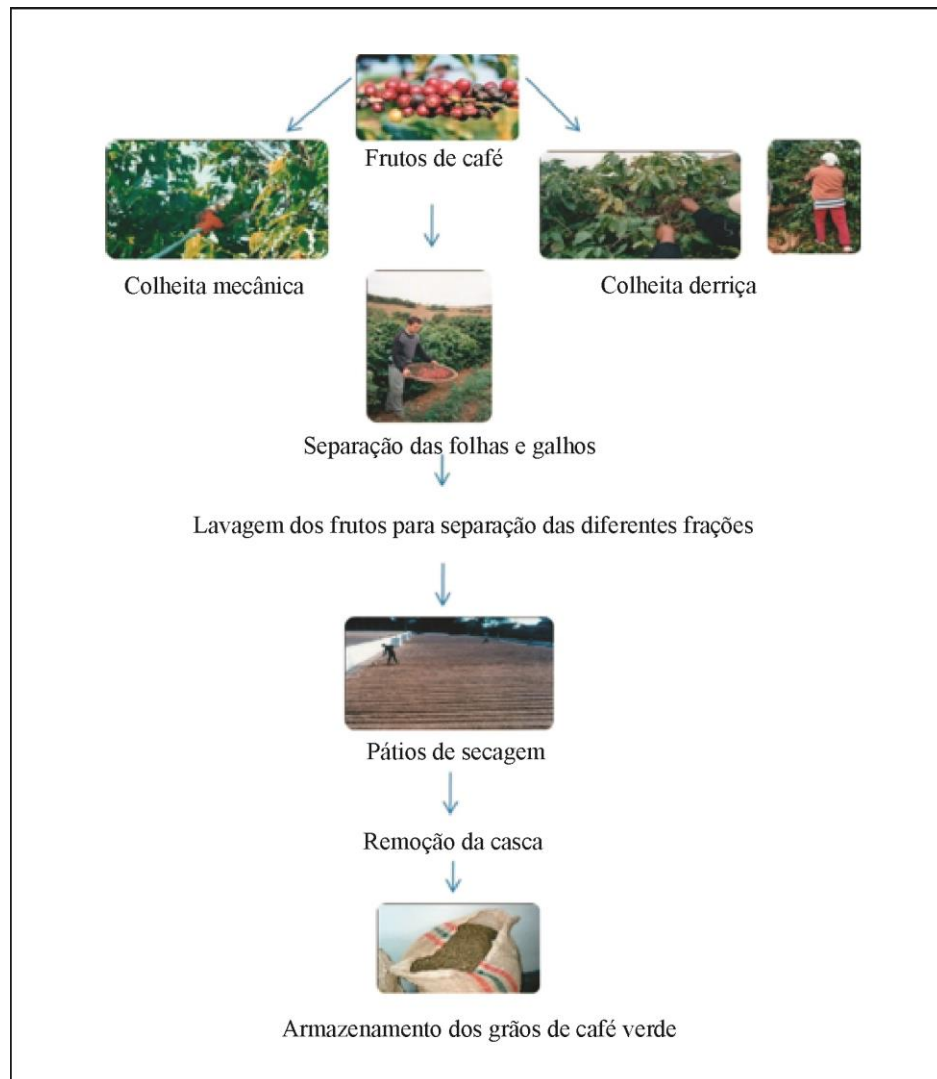 Frutos de café
Colheita mecânica
Colheita derriça
Separação das folhas e galhos
Lavagem dos frutos para separação das diferentes frações
Pátios de secagem
Remoção da casca
Armazenamento dos grãos de café verde